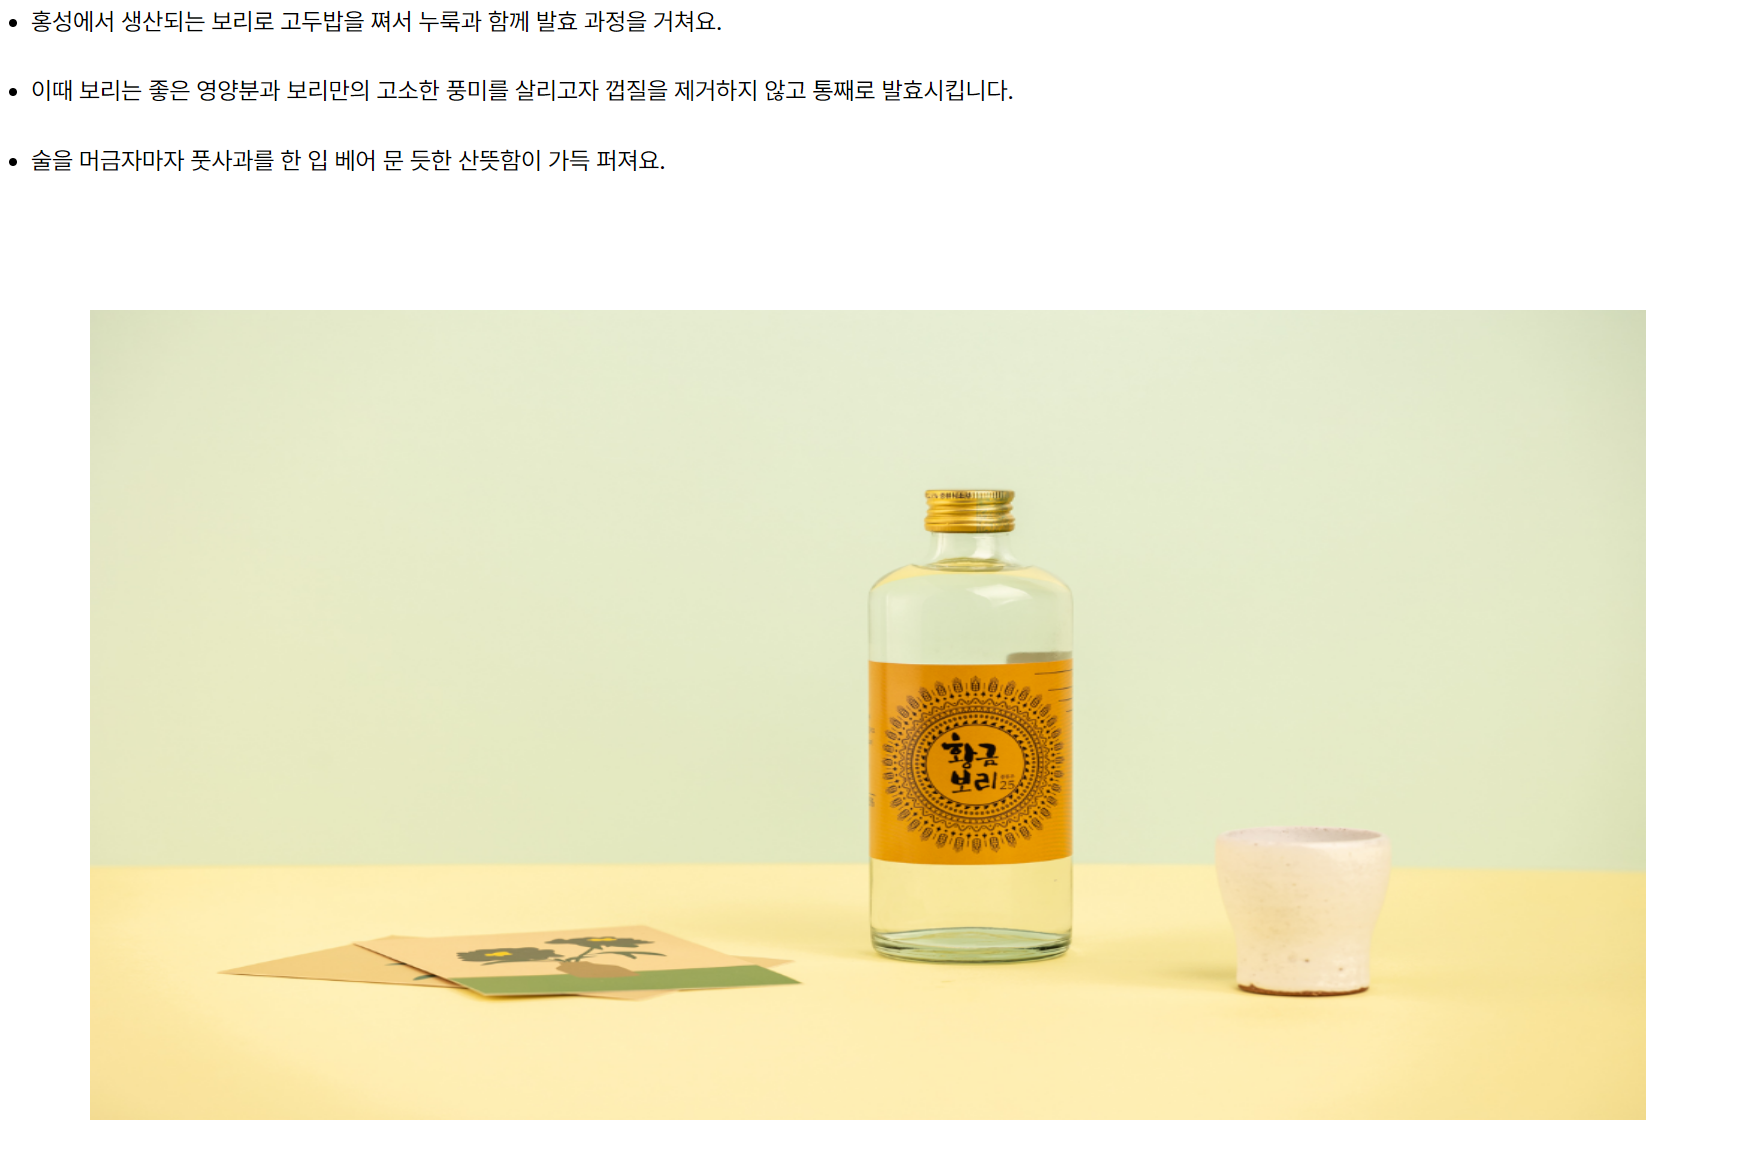 홍성에서 생산되는 보리로 고두밥을 쪄서 누룩과 함께 발효 과정을 거쳐요.
이때 보리는 좋은 영양분과 보리만의 고소한 풍미를 살리고자 껍질을 제거하지 않고 통째로 발효시킵니다.
술을 머금자마자 풋사과를 한 입 베어 문 듯한 산뜻함이 가득 퍼져요.
황금
보리
25